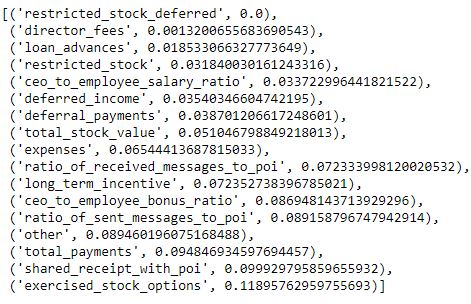 [('restricted_stock_deferred', 0.0),
('director_fees', 0.0013200655683690543),
('loan_advances', 0.018533066327773649),
('restricted_stock', 0.031840030161243316),
('ceo_to_employee_salary_ratio', 0.033722996441821522),
('deferred_income', 0.03540346604742195),
('deferral_payments', 0.038701206617248601),
('total_stock_value', 0.051046798849218013),
('expenses', 0.06544413687815033),
('ratio_of_received_messages_to_poi', 0.072333998120020532),
('long_term_incentive', 0.072352738396785021),
('ceo_to_employee_bonus_ratio', 0.086948143713929296),
('ratio_of_sent_messages_to_poi', 0.089158796747942914),
('other', 0.089460196075168488),
('total_payments', 0.094846934597694457),
('shared_receipt_with_poi', 0.099929795859655932),
('exercised_stock_options', 0.11895762959755693)]